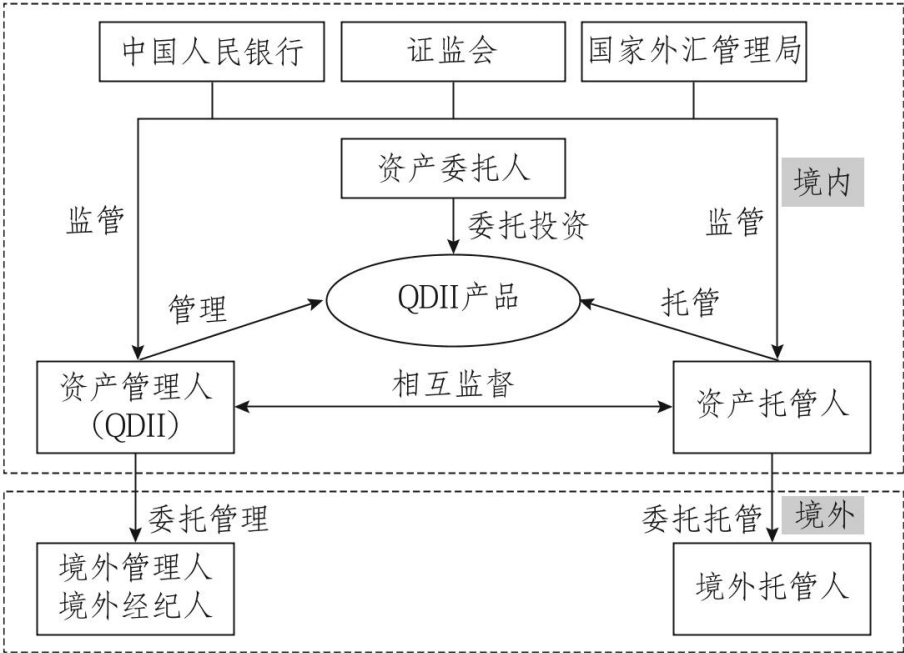 中国人民银行
证监会
国家外汇管理局
资产委托人
境内
监管
委托投资
监管
QDII产品
管理
托管
资产管理人
（QDII）
相互监督
资产托管人
委托管理
委托托管
境外
境外管理人
境外经纪人
境外托管人